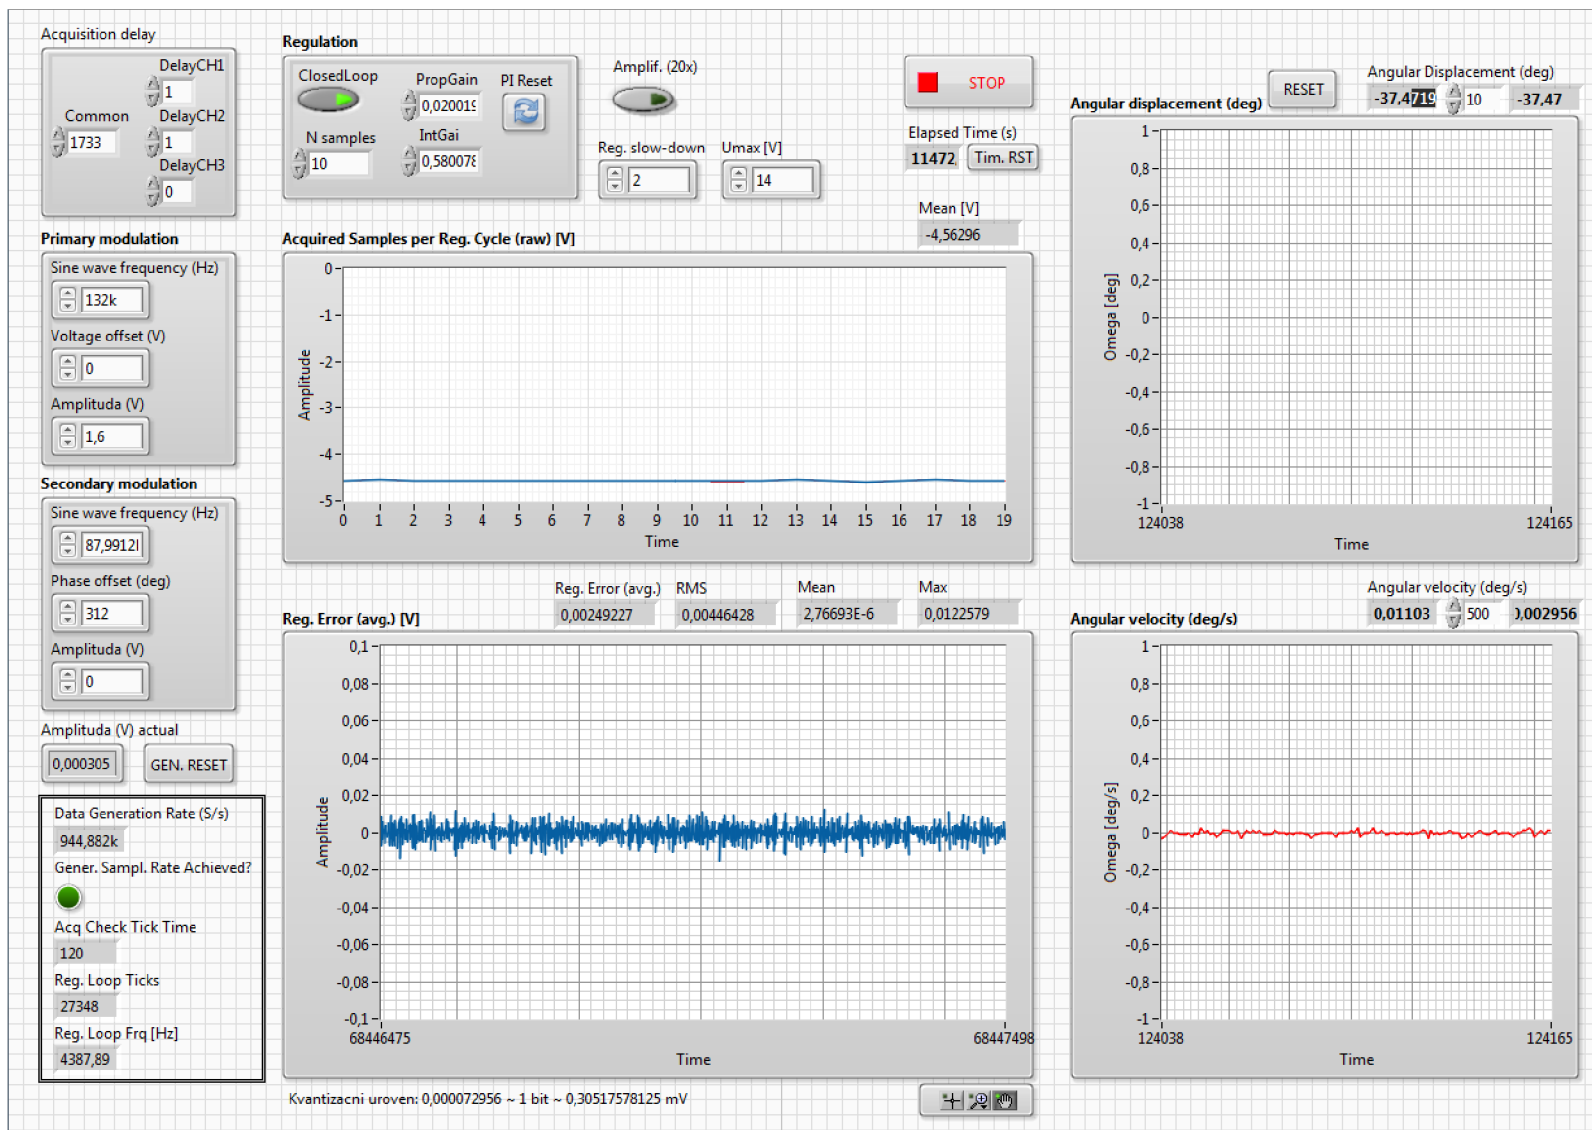 Acquisition delay
DelayCH1
1
Common
1733
DelayCH2
1
DelayCH3
0
Regulation
ClosedLoop
PropGain
0,020019
PI Reset
N samples
10
IntGai
0,580078
Amplif. (20x)
Reg. slow-down
2
Umax [V]
14
STOP
Elapsed Time (s)
11472
Tim. RST
Mean [V]
-4,56296
Angular displacement (deg)
RESET
Angular Displacement (deg)
-37.4719
10
-37,47
1
0,8
0,6
0,4
0,2
0
-0,2
-0,4
-0,6
-0,8
-1
Omega [deg]
124038
124165
Time
Primary modulation
Sine wave frequency (Hz)
132k
Voltage offset (V)
0
Amplituda (V)
1,6
Acquired Samples per Reg. Cycle (raw) [V]
0
-1
-2
-3
-4
-5
Amplitude
0 1 2 3 4 5 6 7 8 9 10 11 12 13 14 15 16 17 18 19
Time
Secondary modulation
Sine wave frequency (Hz)
87,9912
Phase offset (deg)
312
Amplituda (V)
0
Amplituda (V) actual
0,000305
GEN. RESET
Data Generation Rate (S/s)
944,882k
Gener. Sampl. Rate Achieved?
Acq Check Tick Time
120
Reg. Loop Ticks
27348
Reg. Loop Frq [Hz]
4387,89
Reg. Error (avg.) [V]
Reg. Error (avg.)
0,00249227
RMS
0,00446428
Mean
2,76693E-6
Max
0,0122579
0,1
0,08
0,06
0,04
0,02
0
-0,02
-0,04
-0,06
-0,08
-0,1
Amplitude
68446475
68447498
Time
Angular velocity (deg/s)
Angular velocity (deg/s)
0,01103
500
0,002956
1
0,8
0,6
0,4
0,2
0
-0,2
-0,4
-0,6
-0,8
-1
Omega [deg/s]
124038
124165
Time
Kvantizacni uroven: 0,000072956 ~ 1 bit ~ 0,30517578125 mV